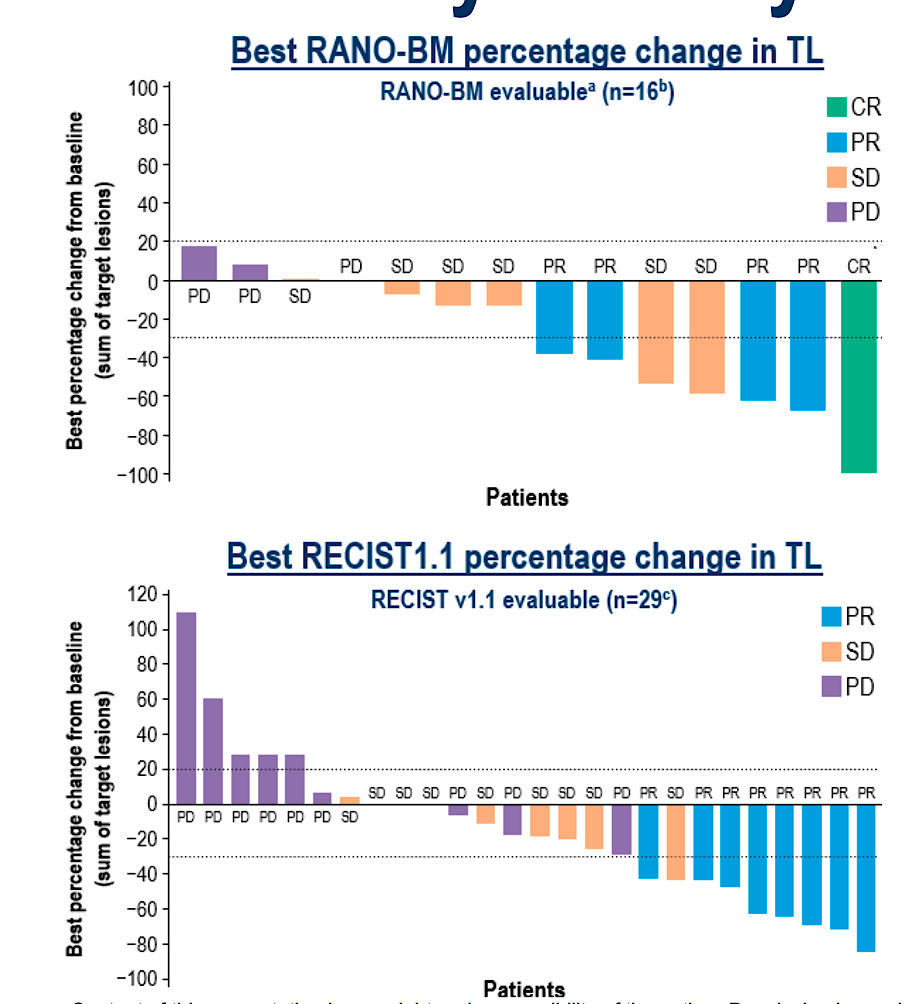 Best RANO-BM percentage change in TL
RANO-BM evaluableᵃ (n=16ᵇ)
Best percentage change from baseline
(sum of target lesions)
100
80
60
40
20
0
−20
−40
−60
−80
−100
CR
PR
SD
PD
PD SD SD SD PR PR SD SD PR PR CR
PD PD SD
Patients
Best RECIST1.1 percentage change in TL
RECIST v1.1 evaluable (n=29ᶜ)
Best percentage change from baseline
(sum of target lesions)
120
100
80
60
40
20
0
−20
−40
−60
−80
−100
PR
SD
PD
SD SD SD PD SD PD SD SD SD PD PR SD PR PR PR PR PR PR PR
PD PD PD PD PD PD SD
Patients